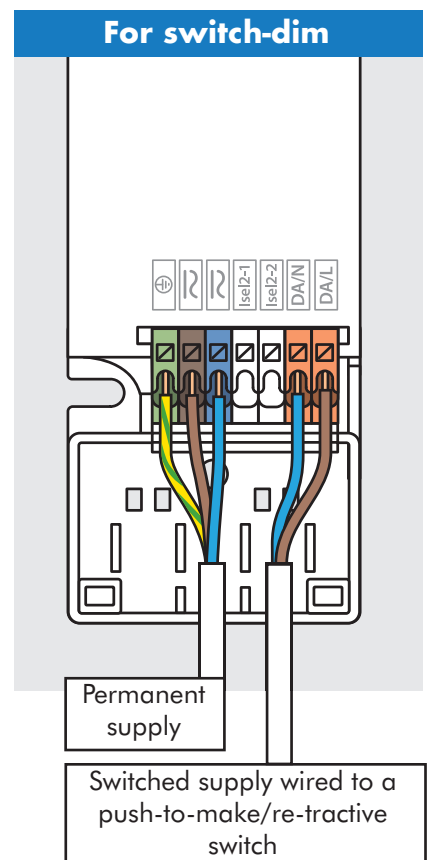 For switch-dim
Isel2-1
Isel2-2
DA/N
DA/L
Permanent
supply
Switched supply wired to a
push-to-make/re-tractive
switch